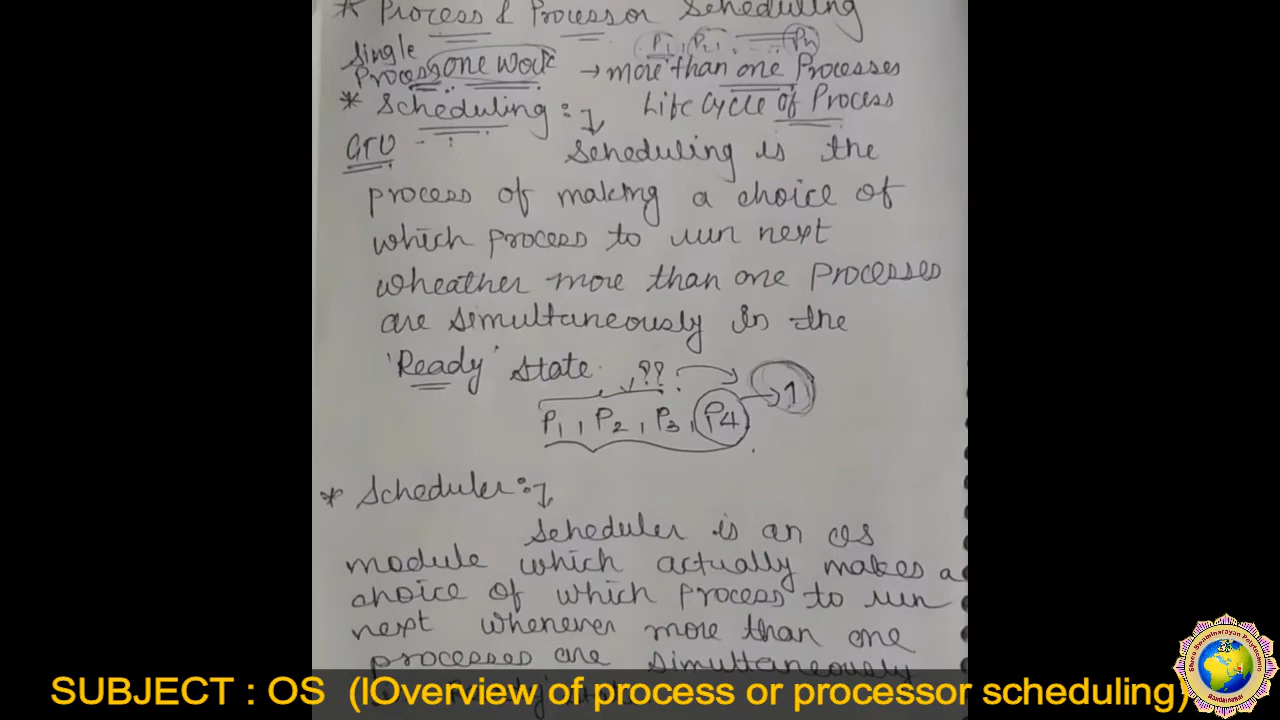 * Process & Processor Scheduling
Single
Process one work
P1, P2, ... Pn
→ more than one Processes
* Scheduling :-
Life Cycle of Process
GTU
Scheduling is the
process of making a choice of
which process to run next
wheather more than one processes
are simultaneously in the
'Ready' state.
??
P1, P2, P3, P4 → 1
* Scheduler :-
Scheduler is an OS
module which actually makes a
choice of which process to run
next whenever more than one
processes are simultaneously
SUBJECT : OS (IOverview of process or processor scheduling)